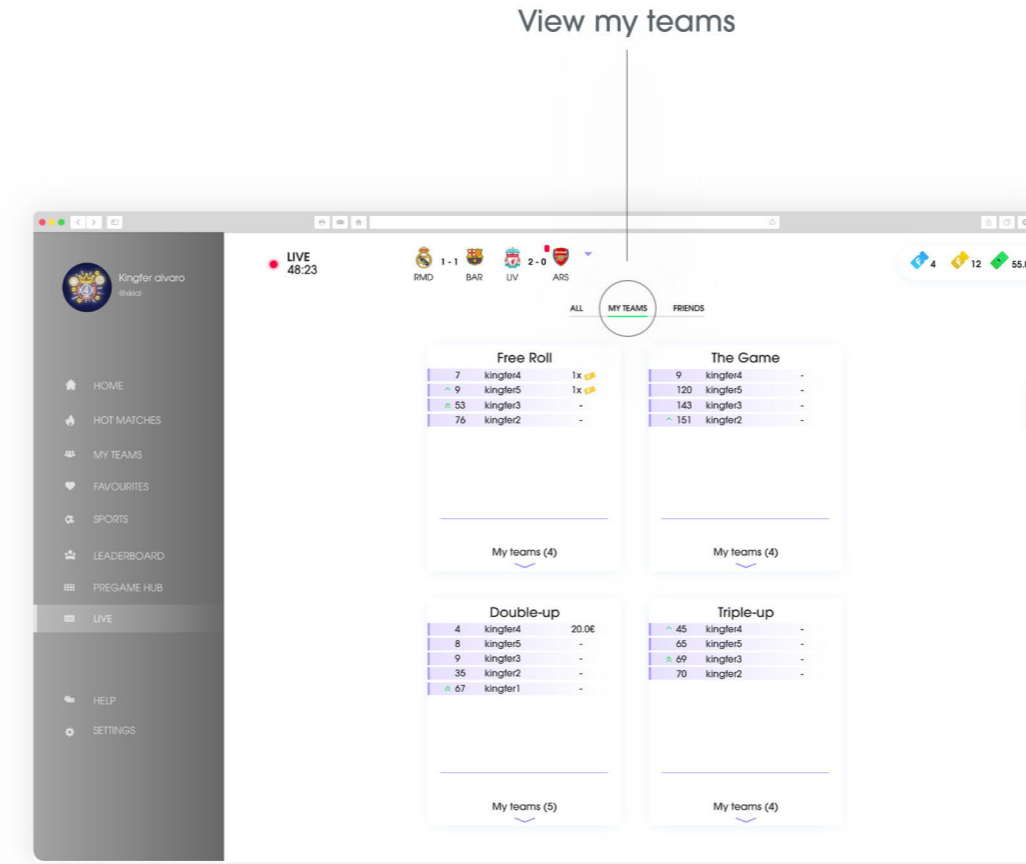 View my teams
Kingfer alvaro
LIVE
48:23
1 - 1
2 - 0
RMD
BAR
LIV
ARS
4
12
ALL
MY TEAMS
FRIENDS
HOME
HOT MATCHES
MY TEAMS
FAVOURITES
SPORTS
LEADERBOARD
PREGAME HUB
LIVE
HELP
SETTINGS
Free Roll
7 kingfer4 1x
9 kingfer5 1x
53 kingfer3 -
76 kingfer2 -
My teams (4)
The Game
9 kingfer4 -
120 kingfer5 -
143 kingfer3 -
151 kingfer2 -
My teams (4)
Double-up
4 kingfer4 20.0€
8 kingfer5 -
9 kingfer3 -
35 kingfer2 -
67 kingfer1 -
My teams (5)
Triple-up
45 kingfer4 -
65 kingfer5 -
69 kingfer3 -
70 kingfer2 -
My teams (4)